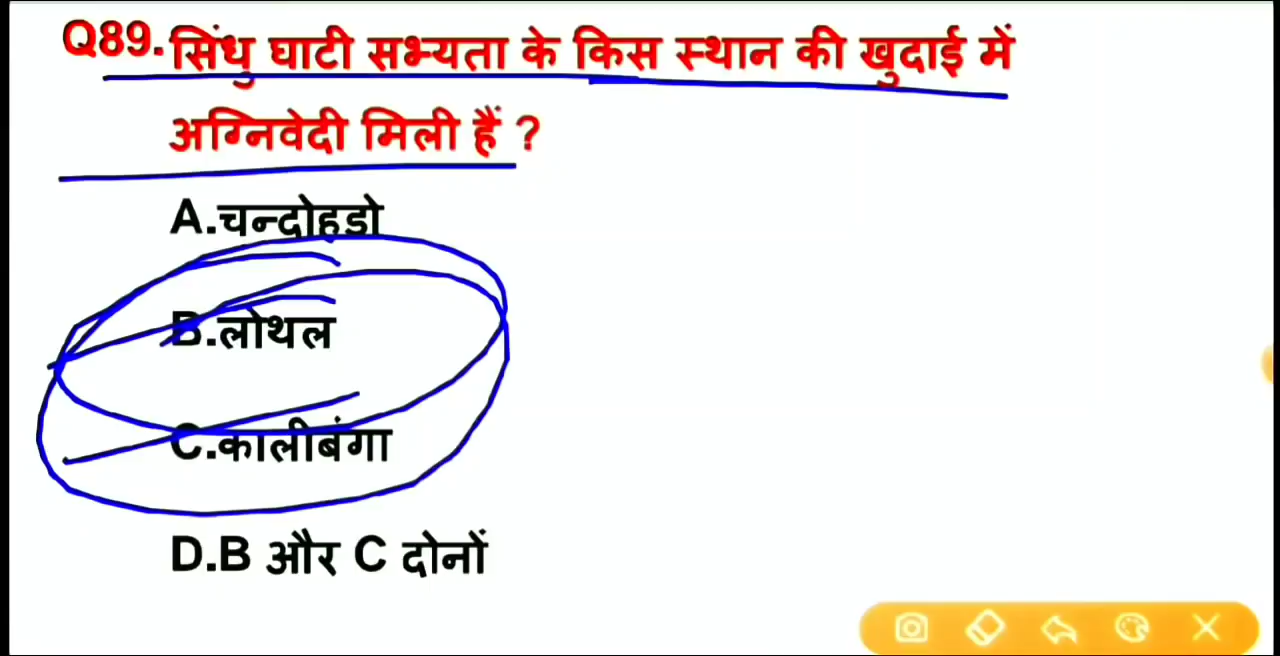 Q89. सिंधु घाटी सभ्यता के किस स्थान की खुदाई में
अग्निवेदी मिली हैं ?
A.चन्दोहडो
B.लोथल
C.कालीबंगा
D.B और C दोनों